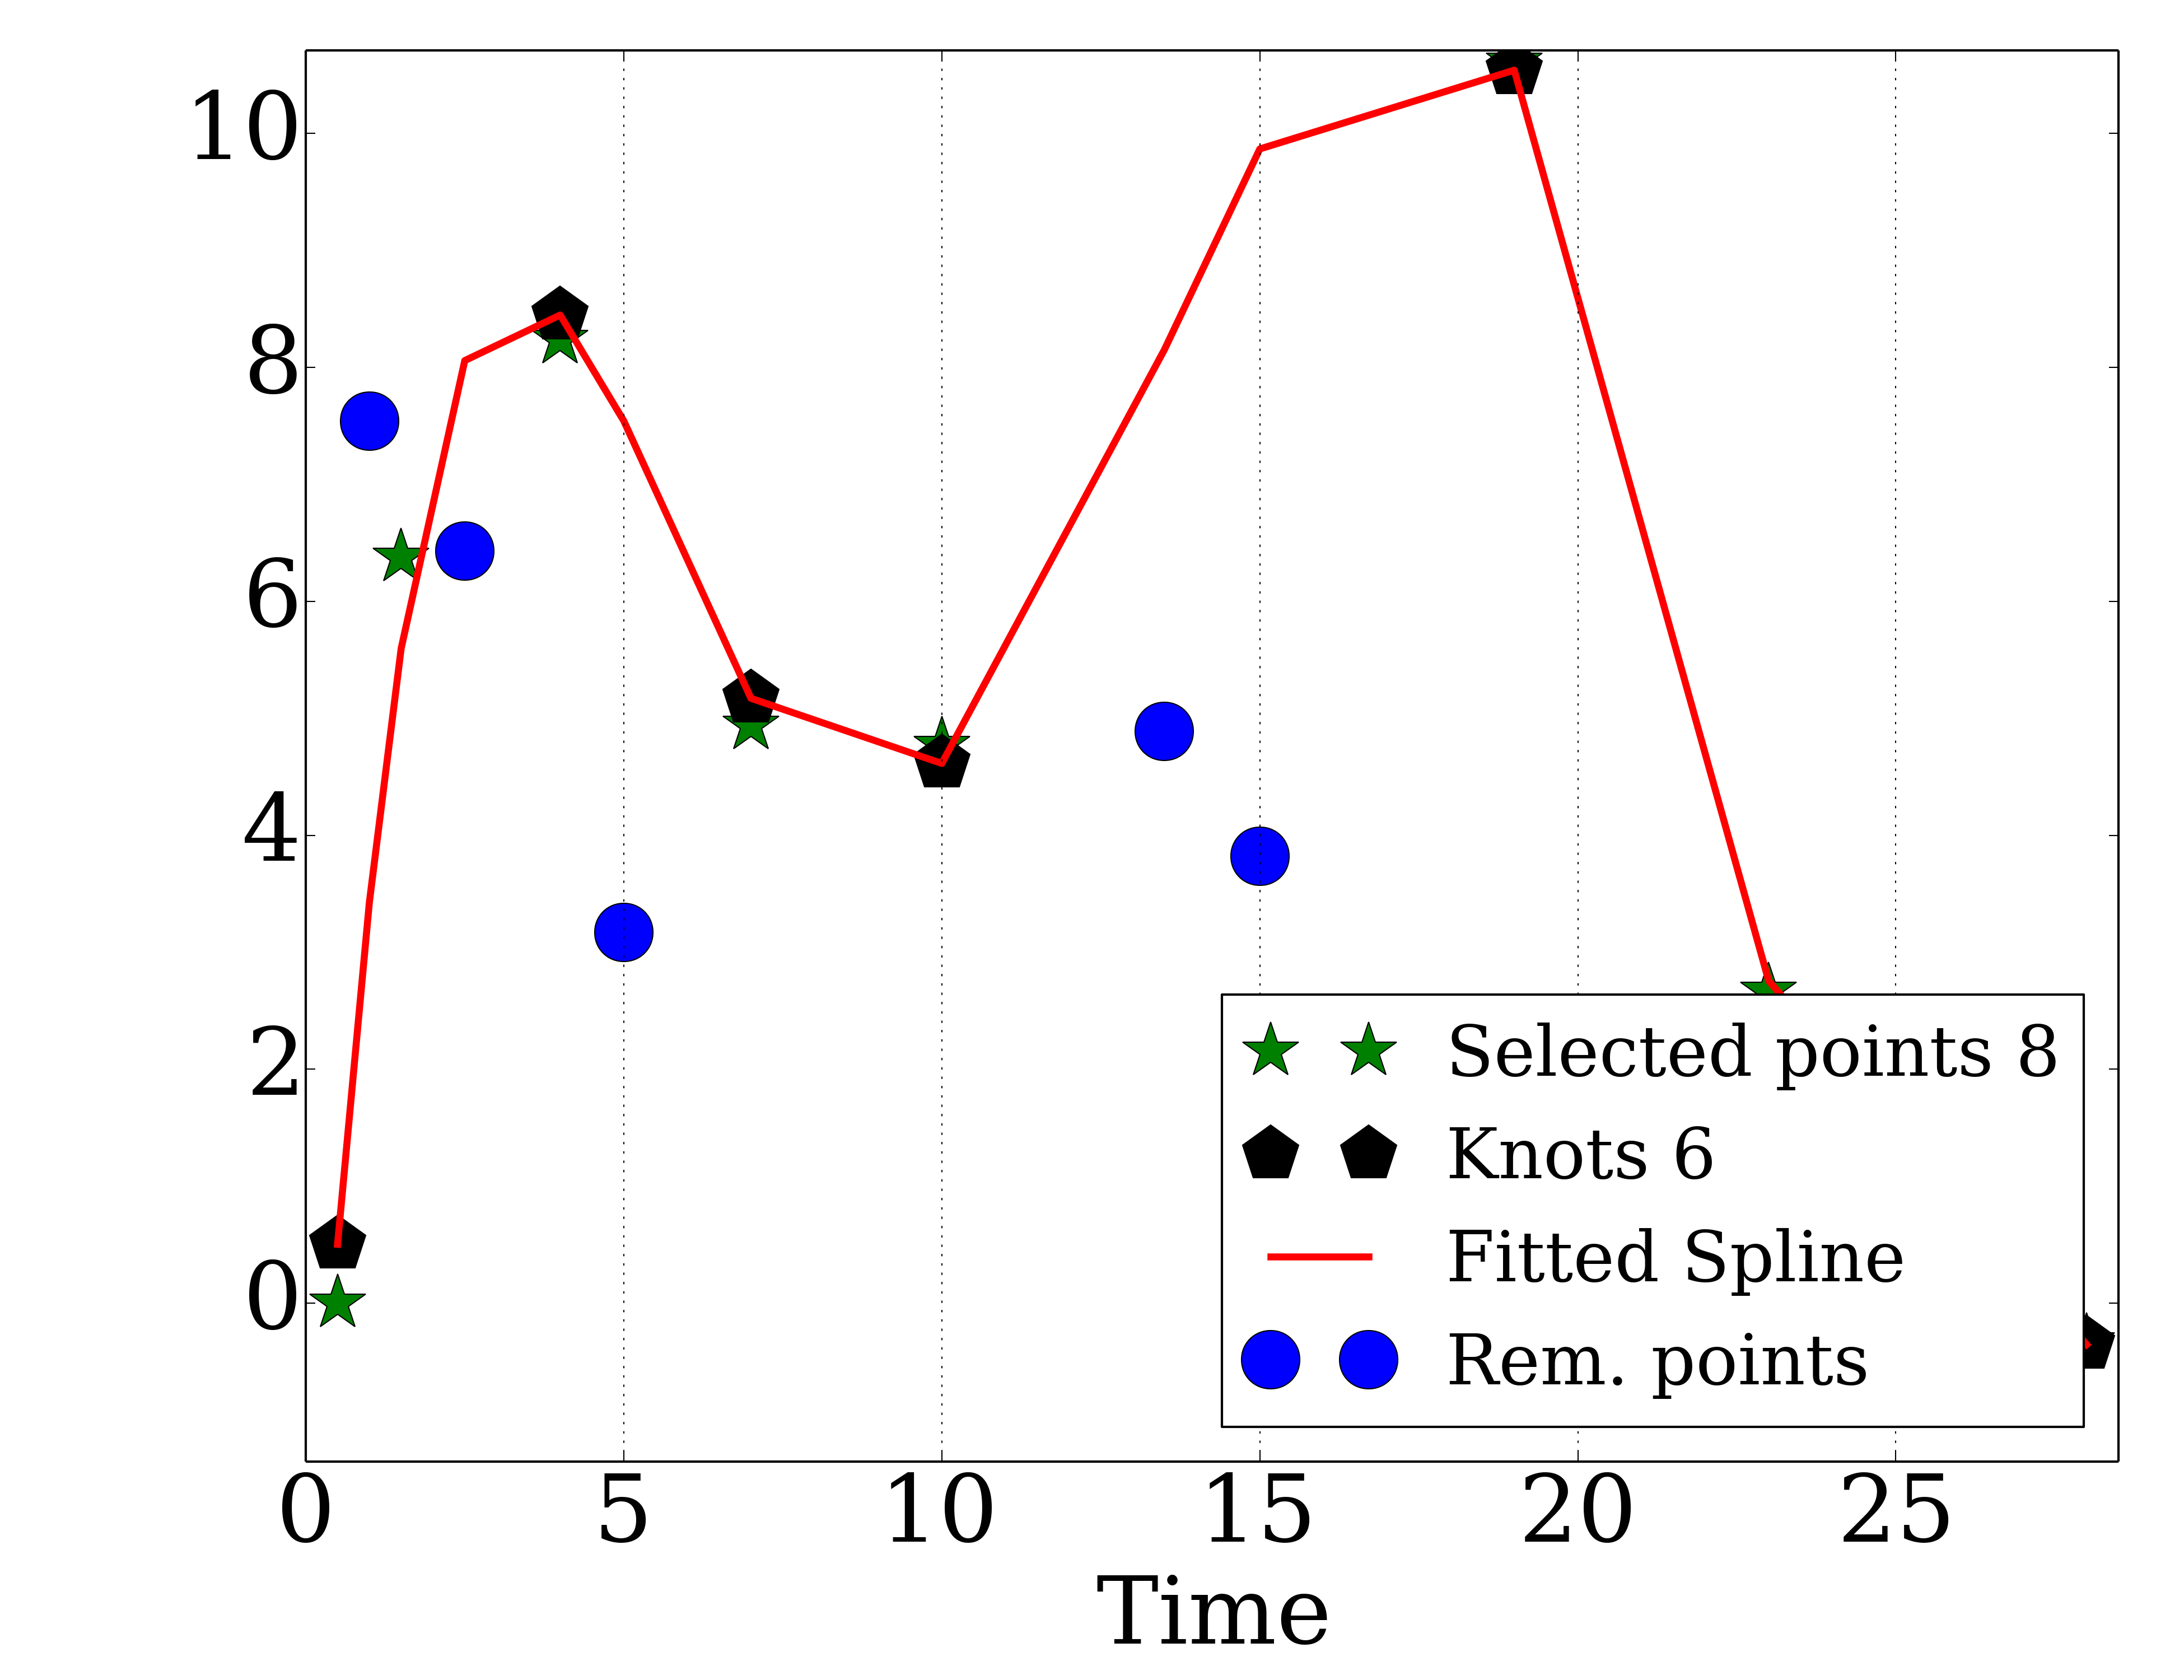 10
8
6
4
2
0
Selected points 8
Knots 6
Fitted Spline
Rem. points
0 5 10 15 20 25
Time